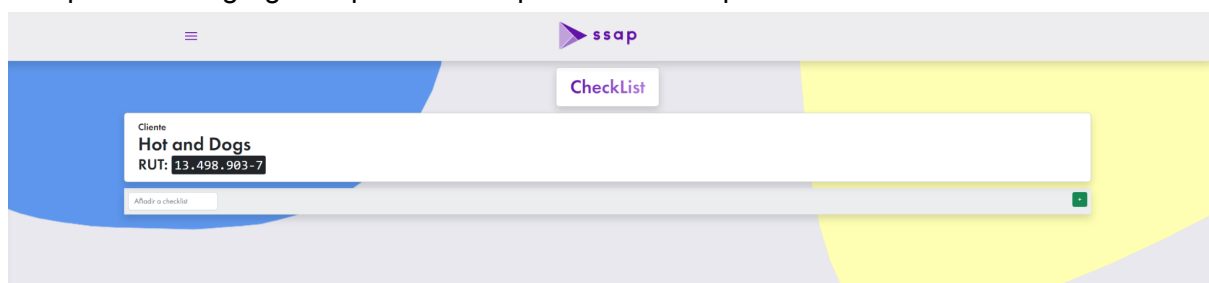 ssap
CheckList
Cliente
Hot and Dogs
RUT: 13.498.903-7
Añadir a checklist
+